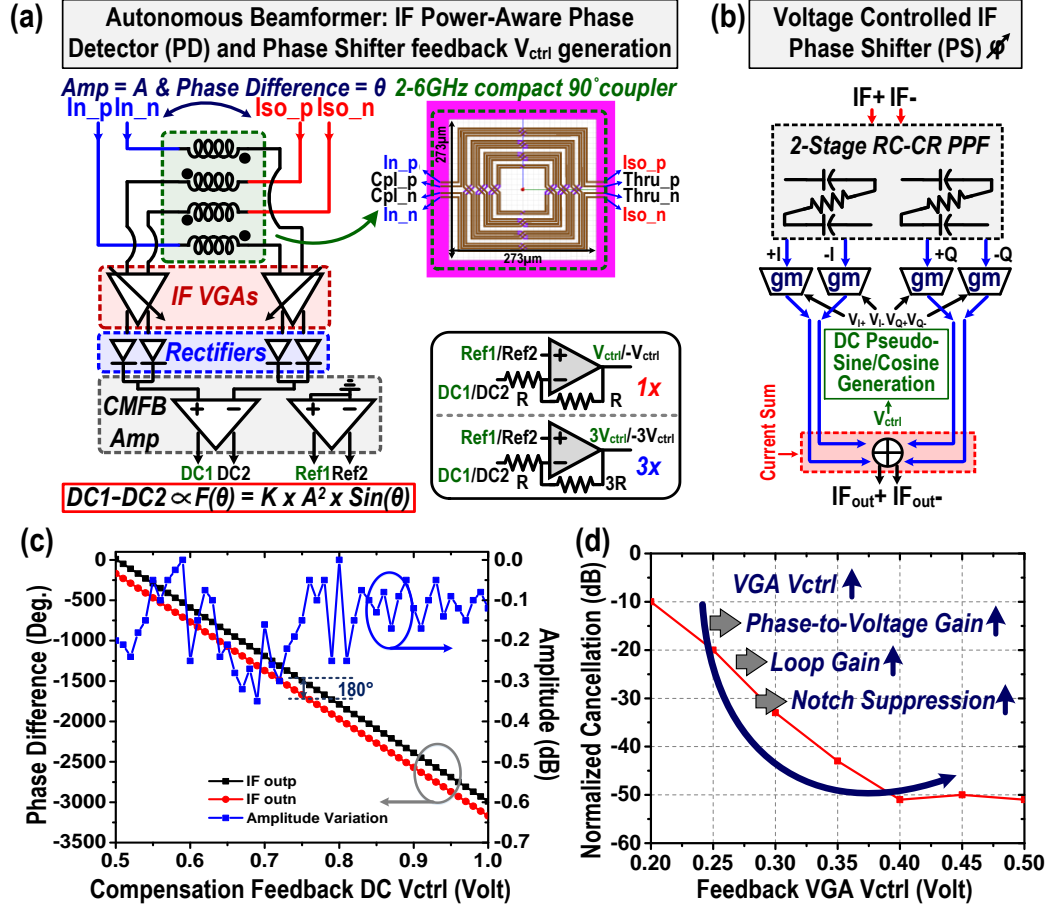 (a)
Autonomous Beamformer: IF Power-Aware Phase
Detector (PD) and Phase Shifter feedback Vctrl generation
Amp = A & Phase Difference = θ
2-6GHz compact 90°coupler
In_p In_n Iso_p Iso_n
273µm
In_p
Cpl_p
Cpl_n
In_n
Iso_p
Thru_p
Thru_n
Iso_n
273µm
IF VGAs
Rectifiers
CMFB
Amp
+ − + −
DC1 DC2 Ref1 Ref2
DC1-DC2 ∝F(θ) = K x A² x Sin(θ)
Ref1/Ref2
+
−
Vctrl/-Vctrl
DC1/DC2
R
R
1x
Ref1/Ref2
+
−
3Vctrl/-3Vctrl
DC1/DC2
R
3R
3x
(b)
Voltage Controlled IF
Phase Shifter (PS) φ
IF+ IF-
2-Stage RC-CR PPF
+I -I +Q -Q
gm gm gm gm
VI+ VI- VQ+ VQ-
DC Pseudo-
Sine/Cosine
Generation
Vctrl
Current Sum
IFout+ IFout-
(c)
Phase Difference (Deg.)
0
-500
-1000
-1500
-2000
-2500
-3000
-3500
180°
IF outp
IF outn
Amplitude Variation
0.0
-0.1
-0.2
-0.3
-0.4
-0.5
-0.6
-0.7
Amplitude (dB)
0.5 0.6 0.7 0.8 0.9 1.0
Compensation Feedback DC Vctrl (Volt)
(d)
Normalized Cancellation (dB)
0
-10
-20
-30
-40
-50
-60
VGA Vctrl
Phase-to-Voltage Gain
Loop Gain
Notch Suppression
0.20 0.25 0.30 0.35 0.40 0.45 0.50
Feedback VGA Vctrl (Volt)